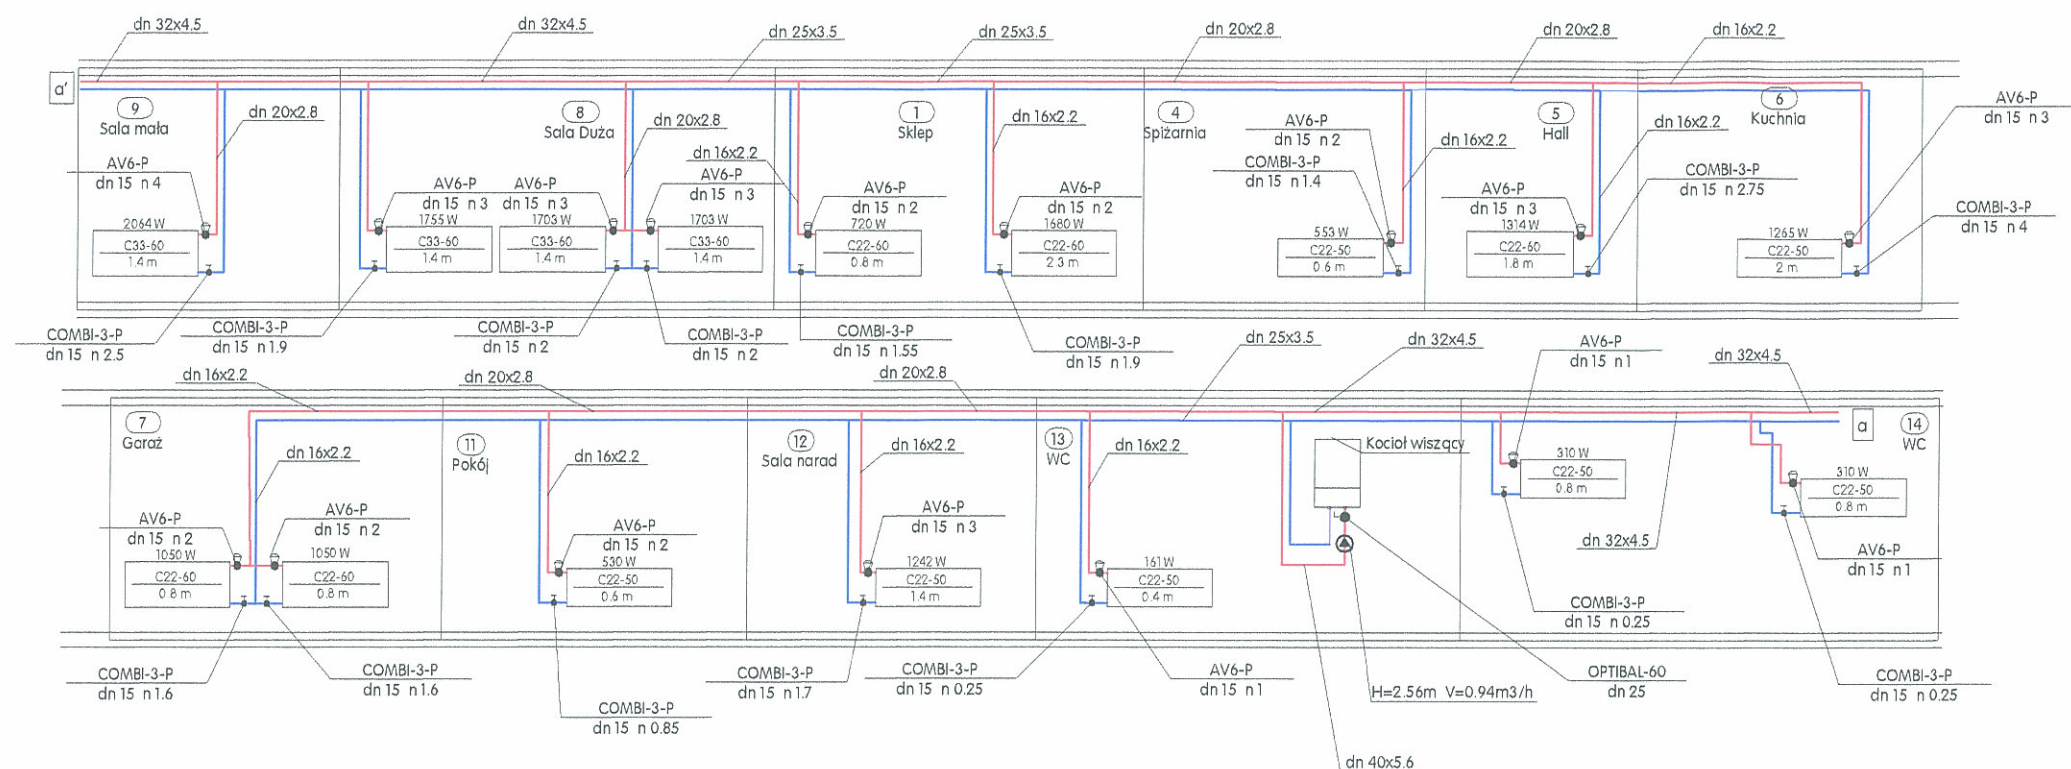 dn 32x4.5
dn 32x4.5
dn 25x3.5
dn 25x3.5
dn 20x2.8
dn 20x2.8
dn 16x2.2
a'
9
Sala mała
dn 20x2.8
AV6-P
dn 15 n 4
2064 W
C33-60
1.4 m
COMBI-3-P
dn 15 n 2.5
8
Sala Duża
dn 20x2.8
AV6-P
dn 15 n 3
1755 W
C33-60
1.4 m
COMBI-3-P
dn 15 n 1.9
AV6-P
dn 15 n 3
1703 W
C33-60
1.4 m
COMBI-3-P
dn 15 n 2
AV6-P
dn 15 n 3
1703 W
C33-60
1.4 m
COMBI-3-P
dn 15 n 2
1
Sklep
dn 16x2.2
AV6-P
dn 15 n 2
720 W
C22-60
0.8 m
COMBI-3-P
dn 15 n 1.55
dn 16x2.2
AV6-P
dn 15 n 2
1680 W
C22-60
2.3 m
COMBI-3-P
dn 15 n 1.9
4
Spiżarnia
AV6-P
dn 15 n 2
COMBI-3-P
dn 15 n 1.4
dn 16x2.2
553 W
C22-50
0.6 m
5
Hall
dn 16x2.2
AV6-P
dn 15 n 3
1314 W
C22-60
1.8 m
COMBI-3-P
dn 15 n 2.75
6
Kuchnia
AV6-P
dn 15 n 3
1265 W
C22-50
2 m
COMBI-3-P
dn 15 n 4
dn 16x2.2
dn 20x2.8
dn 20x2.8
dn 25x3.5
dn 32x4.5
dn 32x4.5
7
Garaż
dn 16x2.2
AV6-P
dn 15 n 2
1050 W
C22-60
0.8 m
COMBI-3-P
dn 15 n 1.6
AV6-P
dn 15 n 2
1050 W
C22-60
0.8 m
COMBI-3-P
dn 15 n 1.6
11
Pokój
dn 16x2.2
AV6-P
dn 15 n 2
530 W
C22-50
0.6 m
COMBI-3-P
dn 15 n 0.85
12
Sala narad
dn 16x2.2
AV6-P
dn 15 n 3
1242 W
C22-50
1.4 m
COMBI-3-P
dn 15 n 1.7
13
WC
dn 16x2.2
161 W
C22-50
0.4 m
COMBI-3-P
dn 15 n 0.25
AV6-P
dn 15 n 1
Kocioł wiszący
H=2.56m V=0.94m3/h
OPTIBAL-60
dn 25
dn 40x5.6
AV6-P
dn 15 n 1
310 W
C22-50
0.8 m
dn 32x4.5
COMBI-3-P
dn 15 n 0.25
a
14
WC
310 W
C22-50
0.8 m
AV6-P
dn 15 n 1
COMBI-3-P
dn 15 n 0.25